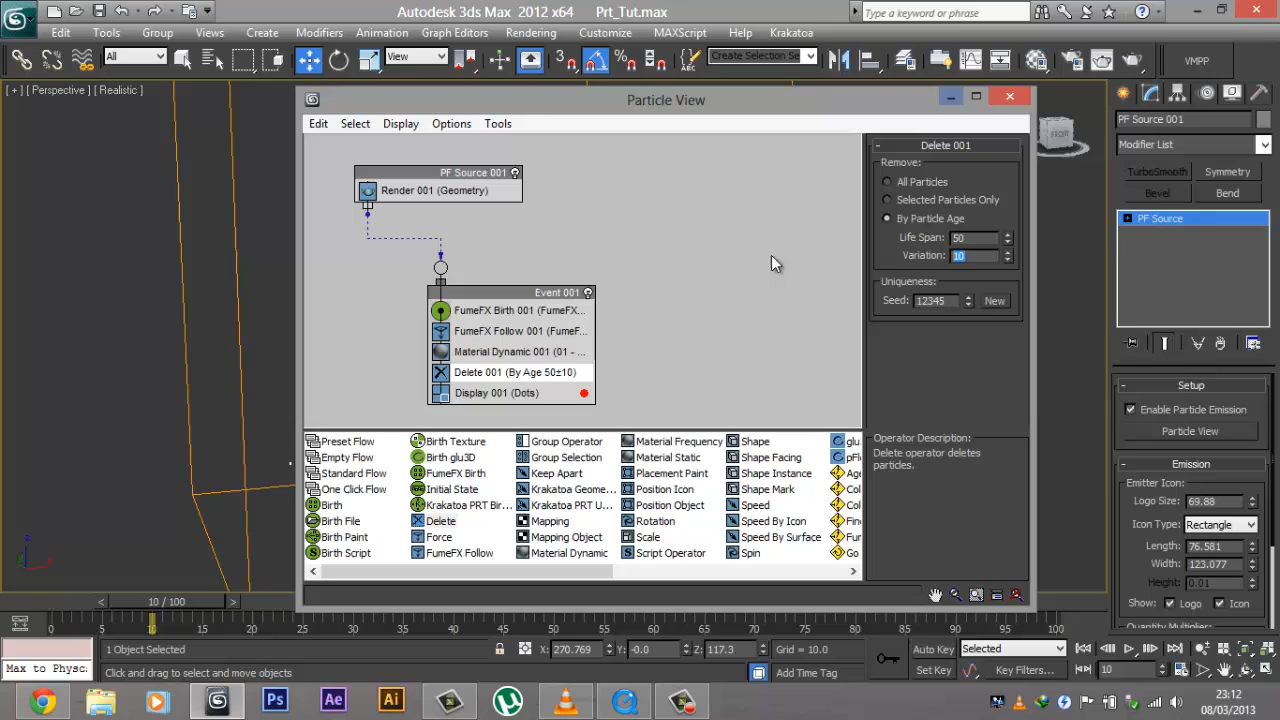 Autodesk 3ds Max 2012 x64 Prt_Tut.max
Type a keyword or phrase
Edit Tools Group Views Create Modifiers Animation Graph Editors Rendering Customize MAXScript Help Krakatoa
All
View
Create Selection Se
VMPP
[ + ] [ Perspective ] [ Realistic ]
Particle View
Edit Select Display Options Tools
PF Source 001
Render 001 (Geometry)
Event 001
FumeFX Birth 001 (FumeFX...
FumeFX Follow 001 (FumeF...
Material Dynamic 001 (01 - ...
Delete 001 (By Age 50±10)
Display 001 (Dots)
Delete 001
Remove:
All Particles
Selected Particles Only
By Particle Age
Life Span: 50
Variation: 10
Uniqueness:
Seed: 12345 New
Operator Description:
Delete operator deletes
particles.
Preset Flow Birth Texture Group Operator Material Frequency Shape glu
Empty Flow Birth glu3D Group Selection Material Static Shape Facing pFl
Standard Flow FumeFX Birth Keep Apart Placement Paint Shape Instance Age
One Click Flow Initial State Krakatoa Geome... Position Icon Shape Mark Col
Birth Krakatoa PRT Bir... Krakatoa PRT U... Position Object Speed Col
Birth File Delete Mapping Rotation Speed By Icon Fin
Birth Paint Force Mapping Object Scale Speed By Surface Fur
Birth Script FumeFX Follow Material Dynamic Script Operator Spin Go
FRONT
PF Source 001
Modifier List
TurboSmooth Symmetry
Bevel Bend
PF Source
Setup
Enable Particle Emission
Particle View
Emission
Emitter Icon:
Logo Size: 69.88
Icon Type: Rectangle
Length: 76.581
Width: 123.077
Height: 0.01
Show: Logo Icon
Quantity Multiplier:
10 / 100
0 5 10 15 20 25 30 35 40 45 50 55 60 65 70 75 80 85 90 95 100
1 Object Selected X: 270.769 Y: -0.0 Z: 117.3 Grid = 10.0 Auto Key Selected
Max to Physc. Click and drag to select and move objects Add Time Tag Set Key Key Filters... 10
Ps Ae Ai
23:12
08/03/2013